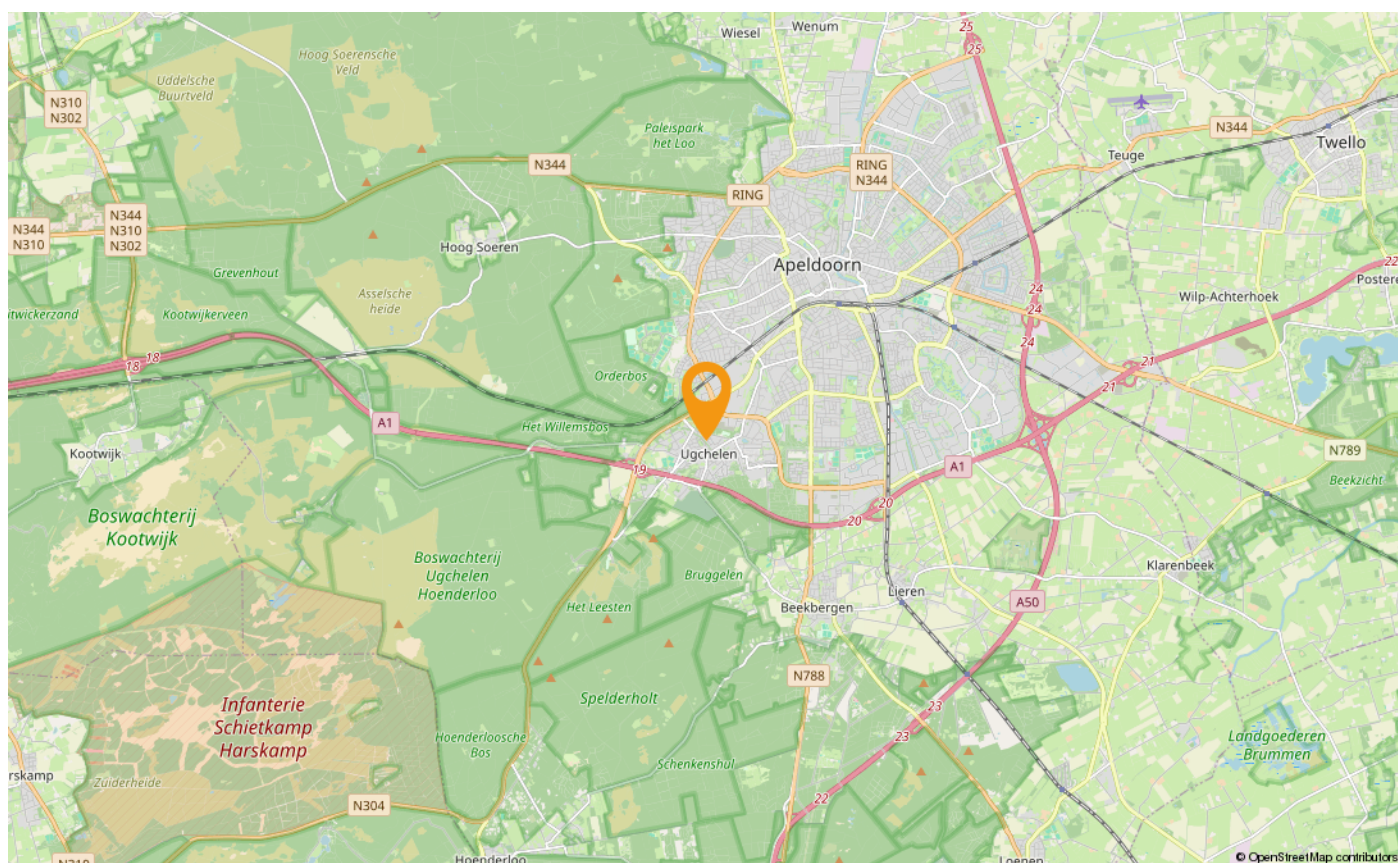 Wiesel
Wenum
25
25
Hoog Soerensche
Veld
Uddelsche
Buurtveld
N310
N302
Paleispark
het Loo
N344
Twello
Teuge
N344
RING
N344
RING
N344
N310
N344
N310
N302
Hoog Soeren
Grevenhout
Apeldoorn
22
Postere
Wilp-Achterhoek
Asselsche
heide
24
24
24
itwickerzand
Kootwijkerveen
18
18
21
21
Orderbos
A1
Het Willemsbos
Kootwijk
Ugchelen
19
A1
N789
Beekzicht
20
20
Boswachterij
Kootwijk
Boswachterij
Ugchelen
Hoenderloo
Bruggelen
Klarenbeek
Lieren
A50
Het Leesten
Beekbergen
N788
Spelderholt
Infanterie
Schietkamp
Harskamp
23
23
Hoenderloosche
Bos
Landgoederen
Brummen
Schenkenshul
rskamp
Zuiderheide
N304
22
Hoenderloo
Loenen
N310
© OpenStreetMap contributors